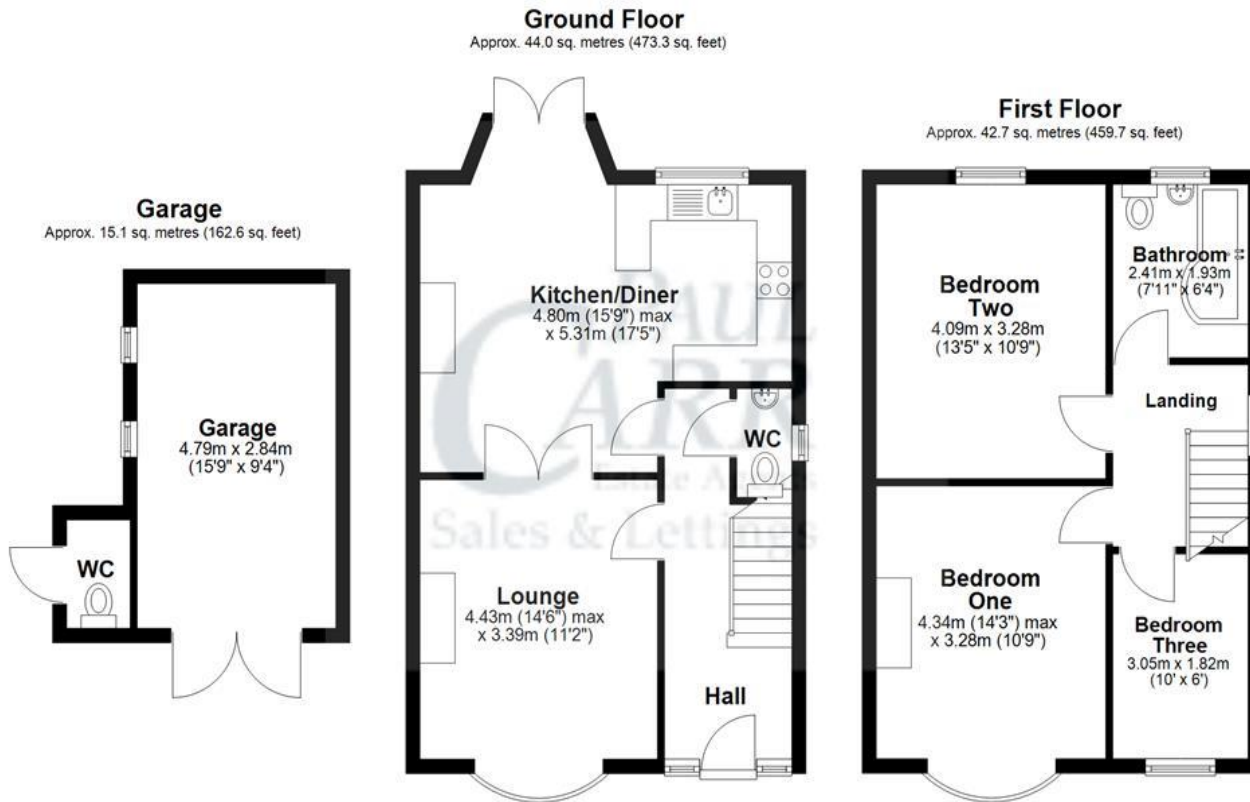 Ground Floor
Approx. 44.0 sq. metres (473.3 sq. feet)
First Floor
Approx. 42.7 sq. metres (459.7 sq. feet)
Garage
Approx. 15.1 sq. metres (162.6 sq. feet)
Garage
4.79m x 2.84m
(15'9" x 9'4")
WC
Kitchen/Diner
4.80m (15'9") max
x 5.31m (17'5")
WC
Lounge
4.43m (14'6") max
x 3.39m (11'2")
Hall
Bedroom
Two
4.09m x 3.28m
(13'5" x 10'9")
Bathroom
2.41m x 1.93m
(7'11" x 6'4")
Landing
Bedroom
One
4.34m (14'3") max
x 3.28m (10'9")
Bedroom
Three
3.05m x 1.82m
(10' x 6')
PAUL
CARR
Estate Agents
Sales & Lettings